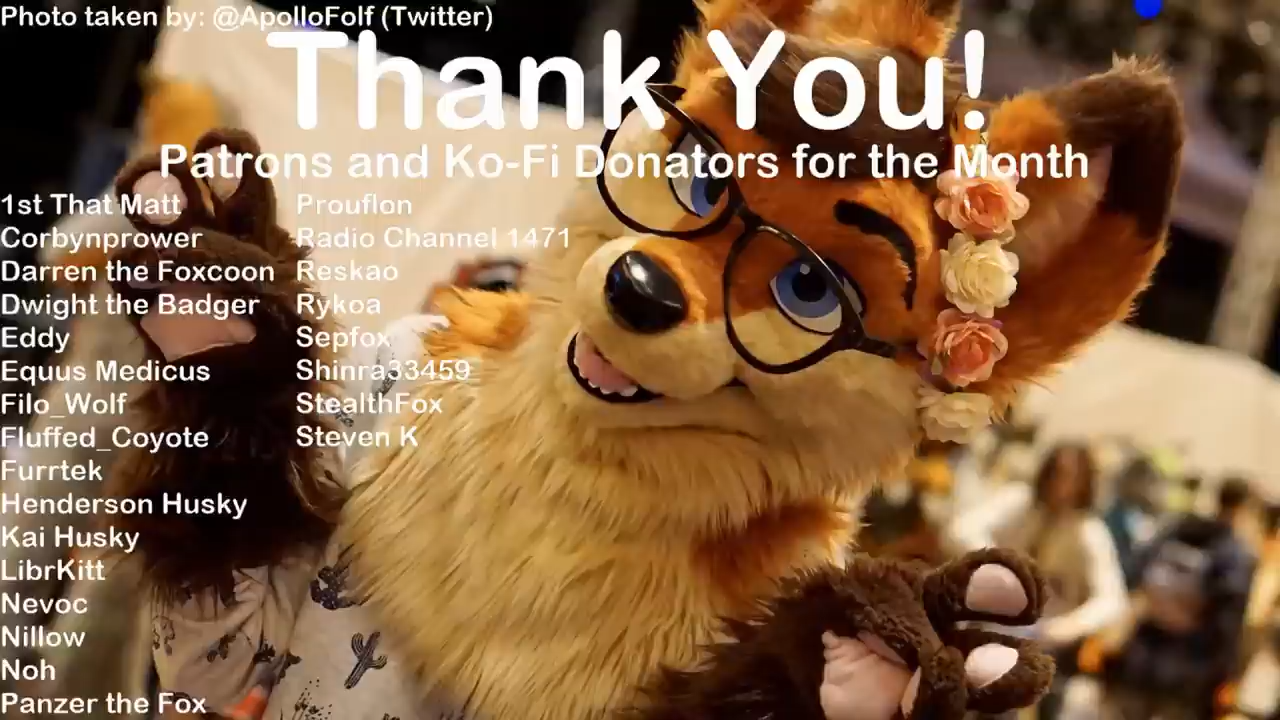 Photo taken by: @ApolloFolf (Twitter)
Thank You!
Patrons and Ko-Fi Donators for the Month
1st That Matt
Corbynprower
Darren the Foxcoon
Dwight the Badger
Eddy
Equus Medicus
Filo_Wolf
Fluffed_Coyote
Furrtek
Henderson Husky
Kai Husky
LibrKitt
Nevoc
Nillow
Noh
Panzer the Fox
Prouflon
Radio Channel 1471
Reskao
Rykoa
Sepfox
Shinra33459
StealthFox
Steven K